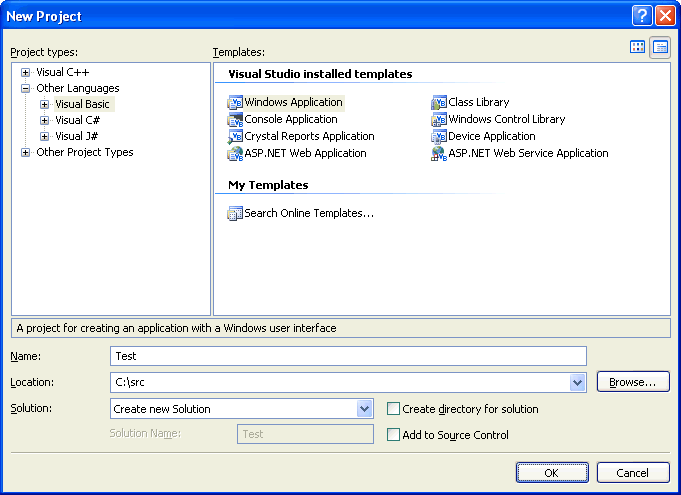 New Project
Project types:
Templates:
Visual C++
Other Languages
Visual Basic
Visual C#
Visual J#
Other Project Types
Visual Studio installed templates
Windows Application
Class Library
Console Application
Windows Control Library
Crystal Reports Application
Device Application
ASP.NET Web Application
ASP.NET Web Service Application
My Templates
Search Online Templates...
A project for creating an application with a Windows user interface
Name:
Test
Location:
C:\src
Browse...
Solution:
Create new Solution
Create directory for solution
Solution Name:
Test
Add to Source Control
OK
Cancel